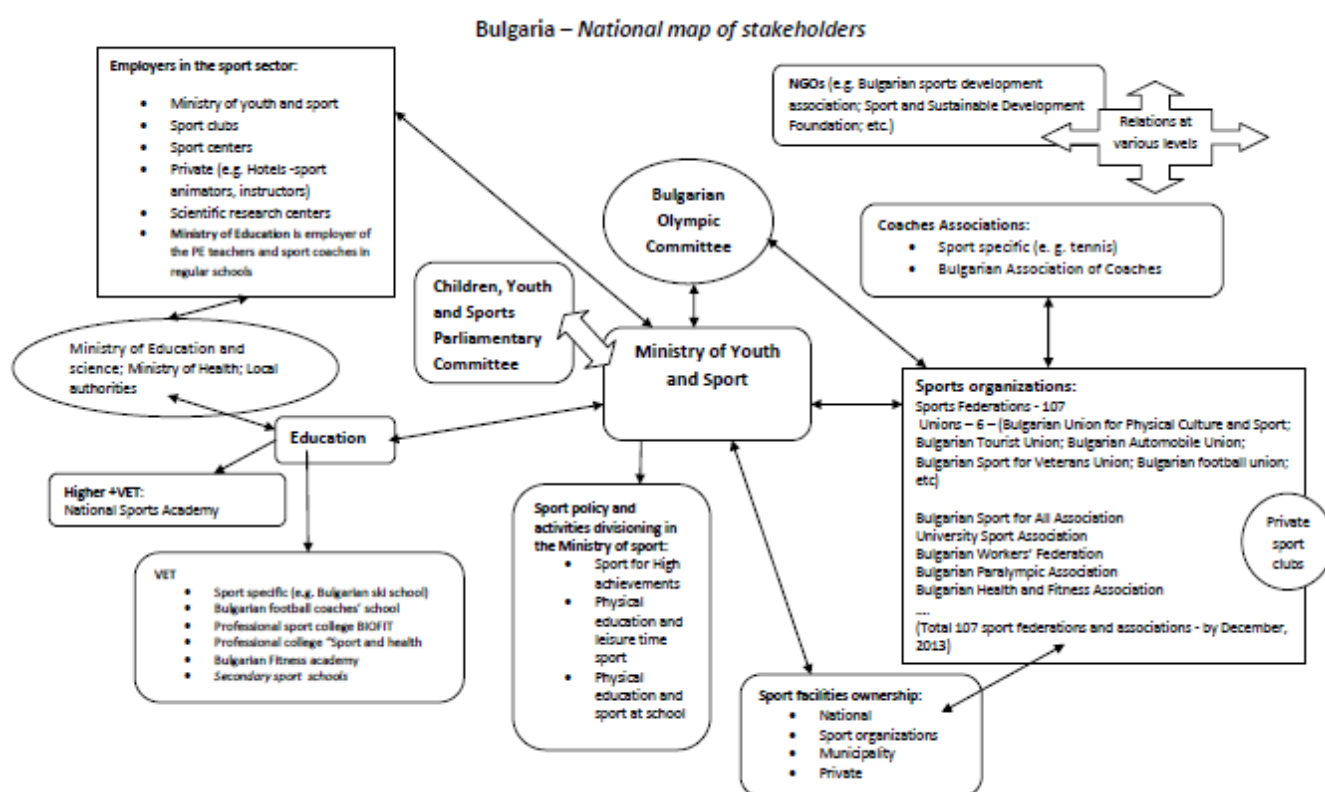 Bulgaria – National map of stakeholders
Employers in the sport sector:
• Ministry of youth and sport
• Sport clubs
• Sport centers
• Private (e.g. Hotels -sport
animators, instructors)
• Scientific research centers
• Ministry of Education is employer of
the PE teachers and sport coaches in
regular schools
NGOs (e.g. Bulgarian sports development
association; Sport and Sustainable Development
Foundation; etc.)
Relations at
various levels
Bulgarian
Olympic
Committee
Coaches Associations:
• Sport specific (e. g. tennis)
• Bulgarian Association of Coaches
Children, Youth
and Sports
Parliamentary
Committee
Ministry of Youth
and Sport
Ministry of Education and
science; Ministry of Health; Local
authorities
Education
Higher +VET:
National Sports Academy
VET
• Sport specific (e.g. Bulgarian ski school)
• Bulgarian football coaches' school
• Professional sport college BIOFIT
• Professional college "Sport and health
• Bulgarian Fitness academy
• Secondary sport schools
Sport policy and
activities divisioning in
the Ministry of sport:
• Sport for High
achievements
• Physical
education and
leisure time
sport
• Physical
education and
sport at school
Sports organizations:
Sports Federations - 107
Unions – 6 – (Bulgarian Union for Physical Culture and Sport;
Bulgarian Tourist Union; Bulgarian Automobile Union;
Bulgarian Sport for Veterans Union; Bulgarian football union;
etc)
Bulgarian Sport for All Association
University Sport Association
Bulgarian Workers' Federation
Bulgarian Paralympic Association
Bulgarian Health and Fitness Association
....
(Total 107 sport federations and associations - by December,
2013)
Private
sport
clubs
Sport facilities ownership:
• National
• Sport organizations
• Municipality
• Private